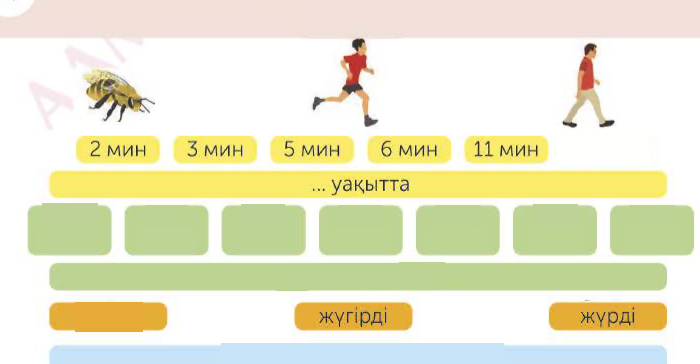 2 мин 3 мин 5 мин 6 мин 11 мин
... уақытта
жүгірді жүрді